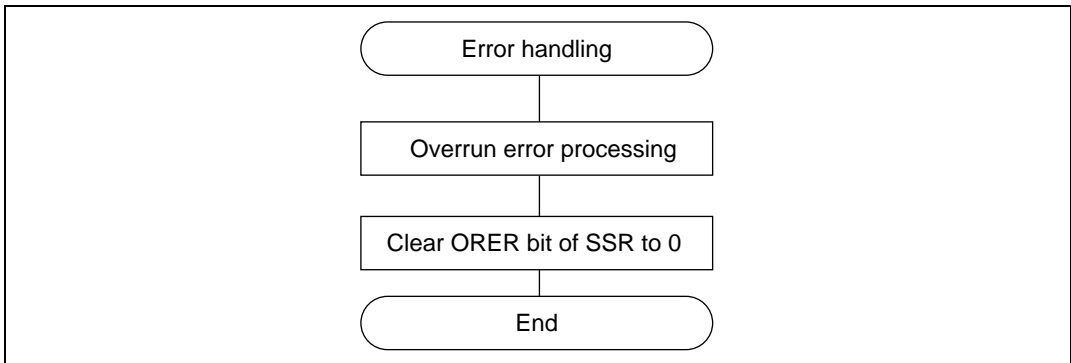 Error handling
Overrun error processing
Clear ORER bit of SSR to 0
End